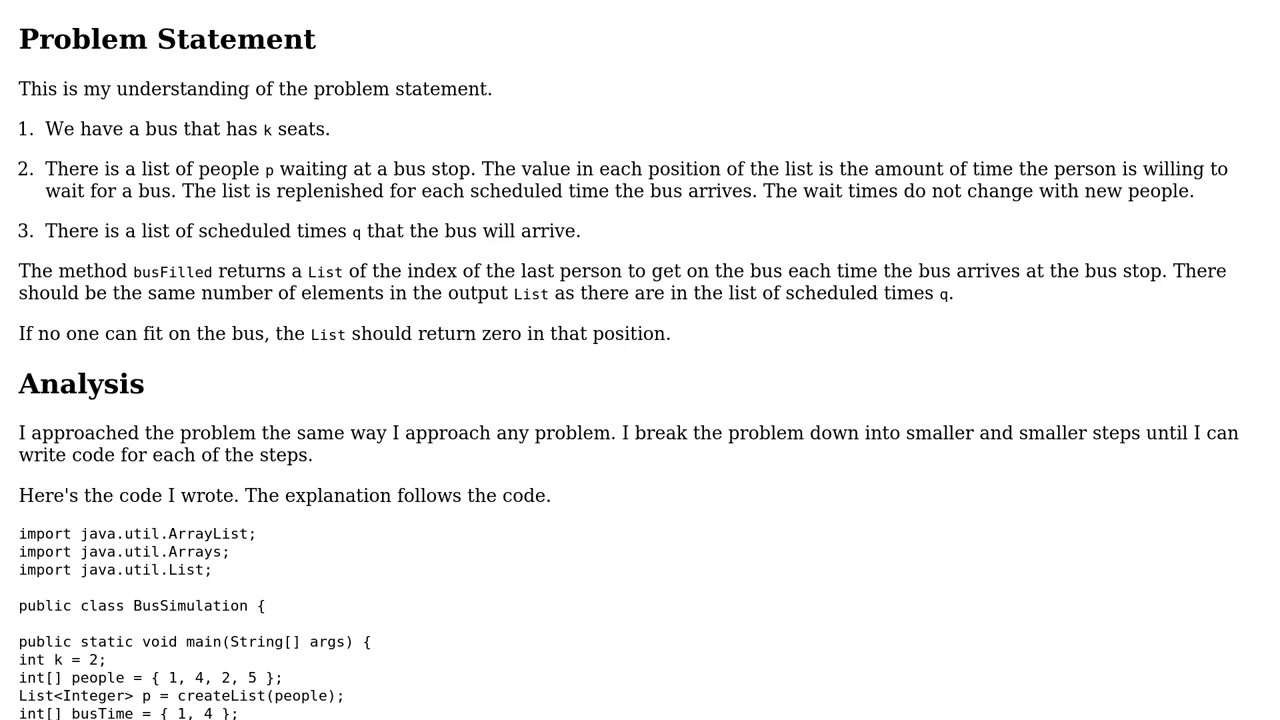 Problem Statement
This is my understanding of the problem statement.
1. We have a bus that has k seats.
2. There is a list of people p waiting at a bus stop. The value in each position of the list is the amount of time the person is willing to
wait for a bus. The list is replenished for each scheduled time the bus arrives. The wait times do not change with new people.
3. There is a list of scheduled times q that the bus will arrive.
The method busFilled returns a List of the index of the last person to get on the bus each time the bus arrives at the bus stop. There
should be the same number of elements in the output List as there are in the list of scheduled times q.
If no one can fit on the bus, the List should return zero in that position.
Analysis
I approached the problem the same way I approach any problem. I break the problem down into smaller and smaller steps until I can
write code for each of the steps.
Here's the code I wrote. The explanation follows the code.
import java.util.ArrayList;
import java.util.Arrays;
import java.util.List;
public class BusSimulation {
public static void main(String[] args) {
int k = 2;
int[] people = { 1, 4, 2, 5 };
List<Integer> p = createList(people);
int[] busTime = { 1, 4 };